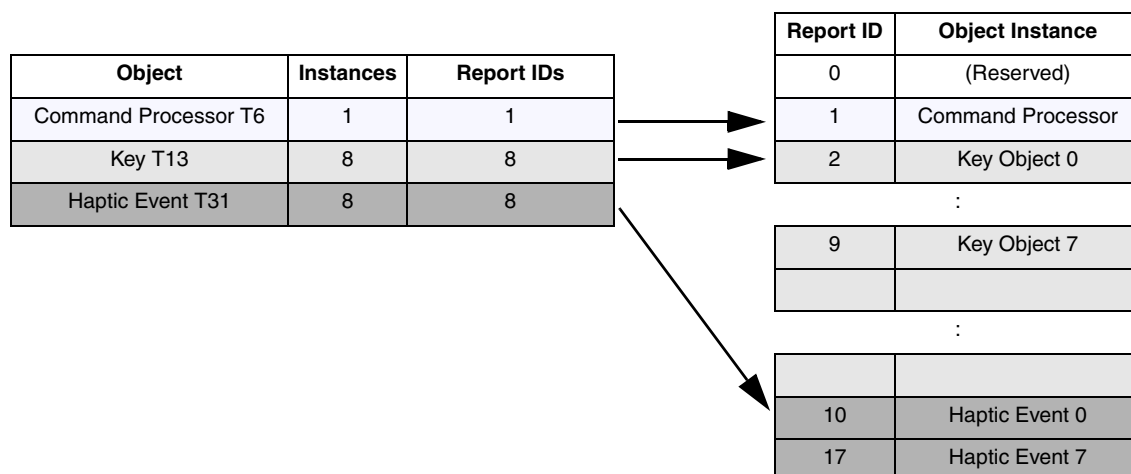 Object Instances Report IDs
Command Processor T6 1 1
Key T13 8 8
Haptic Event T31 8 8
Report ID Object Instance
0 (Reserved)
1 Command Processor
2 Key Object 0
:
9 Key Object 7
:
10 Haptic Event 0
17 Haptic Event 7